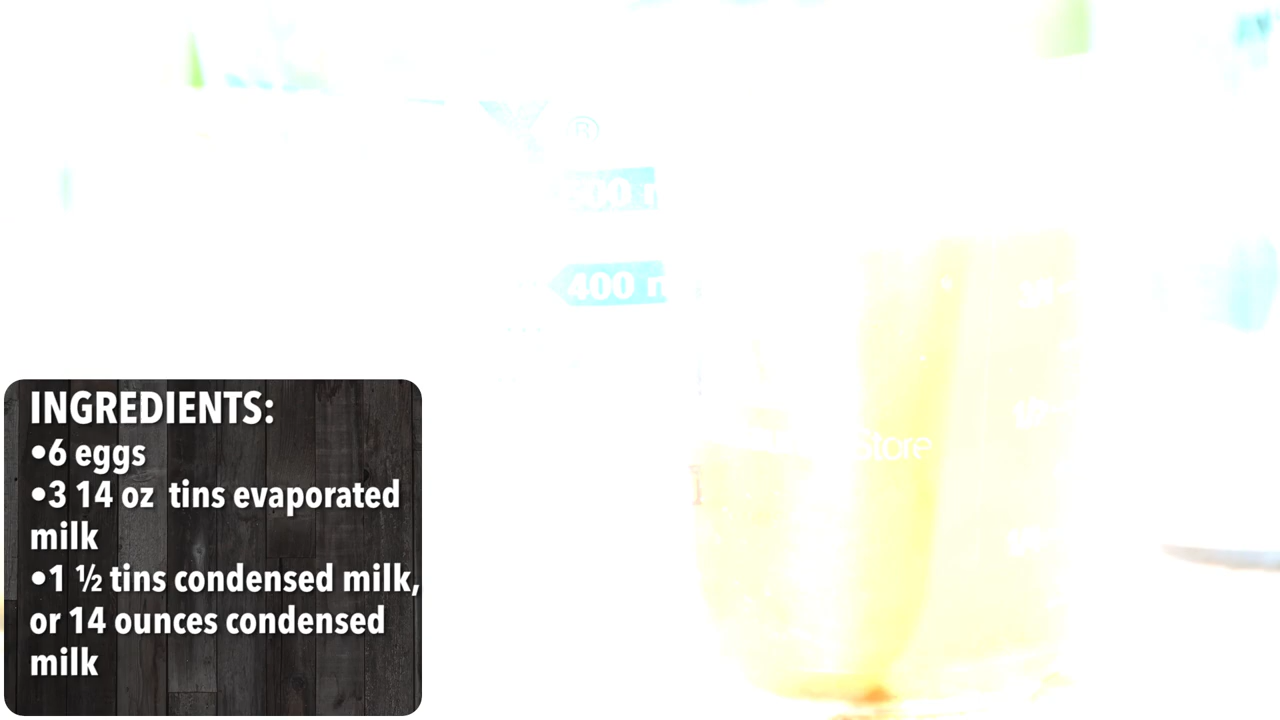 ®
400
Store
INGREDIENTS:
•6 eggs
•3 14 oz  tins evaporated
milk
•1 ½ tins condensed milk,
or 14 ounces condensed
milk